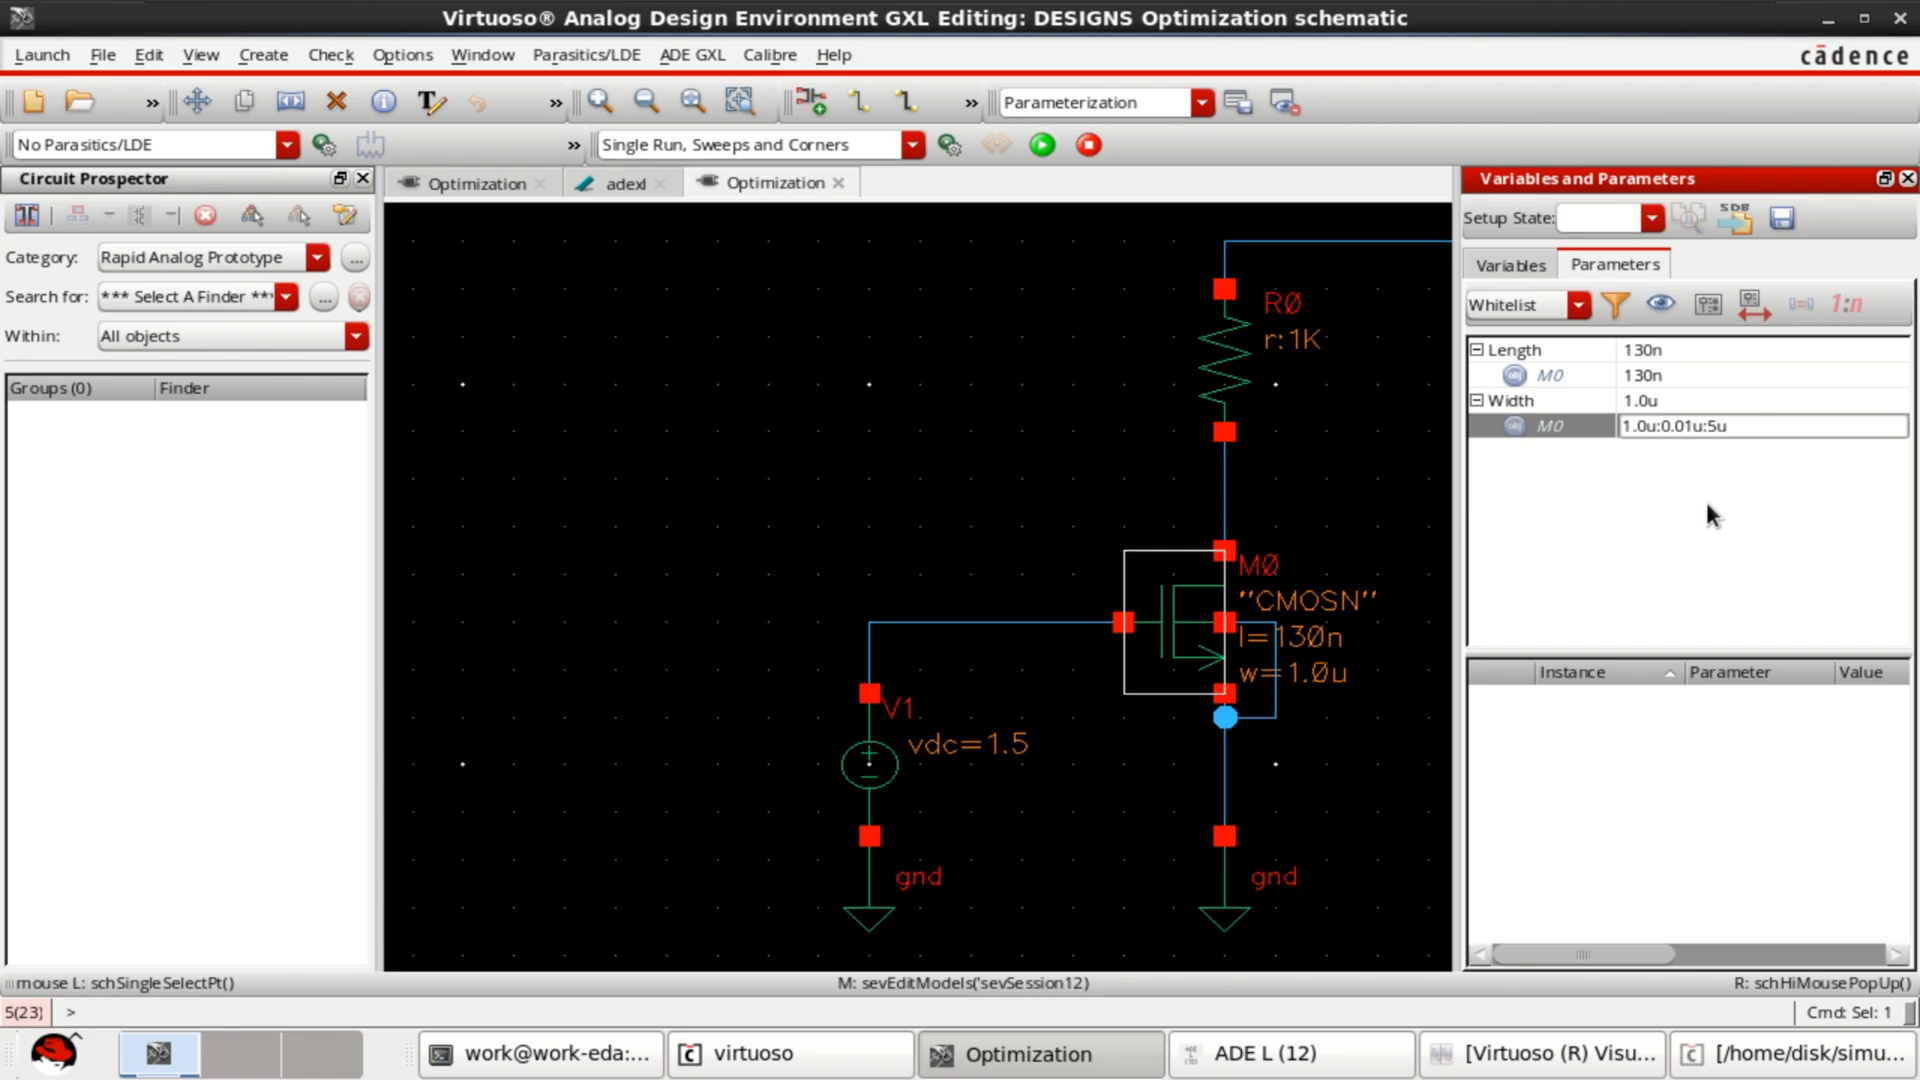 Virtuoso® Analog Design Environment GXL Editing: DESIGNS Optimization schematic
Launch File Edit View Create Check Options Window Parasitics/LDE ADE GXL Calibre Help
cādence
» » » Parameterization
No Parasitics/LDE » Single Run, Sweeps and Corners
Circuit Prospector
Category: Rapid Analog Prototype ...
Search for: *** Select A Finder *** ...
Within: All objects
Groups (0) Finder
Optimization adexl Optimization
R0
r:1K
M0
"CMOSN"
l=130n
w=1.0u
V1
vdc=1.5
gnd
gnd
Variables and Parameters
Setup State: SDB
Variables Parameters
Whitelist 1:n
Length 130n
M0 130n
Width 1.0u
M0 1.0u:0.01u:5u
Instance Parameter Value
mouse L: schSingleSelectPt() M: sevEditModels('sevSession12) R: schHiMousePopUp()
5(23) > Cmd: Sel: 1
work@work-eda:... virtuoso Optimization ADE L (12) [Virtuoso (R) Visu... [/home/disk/simu...